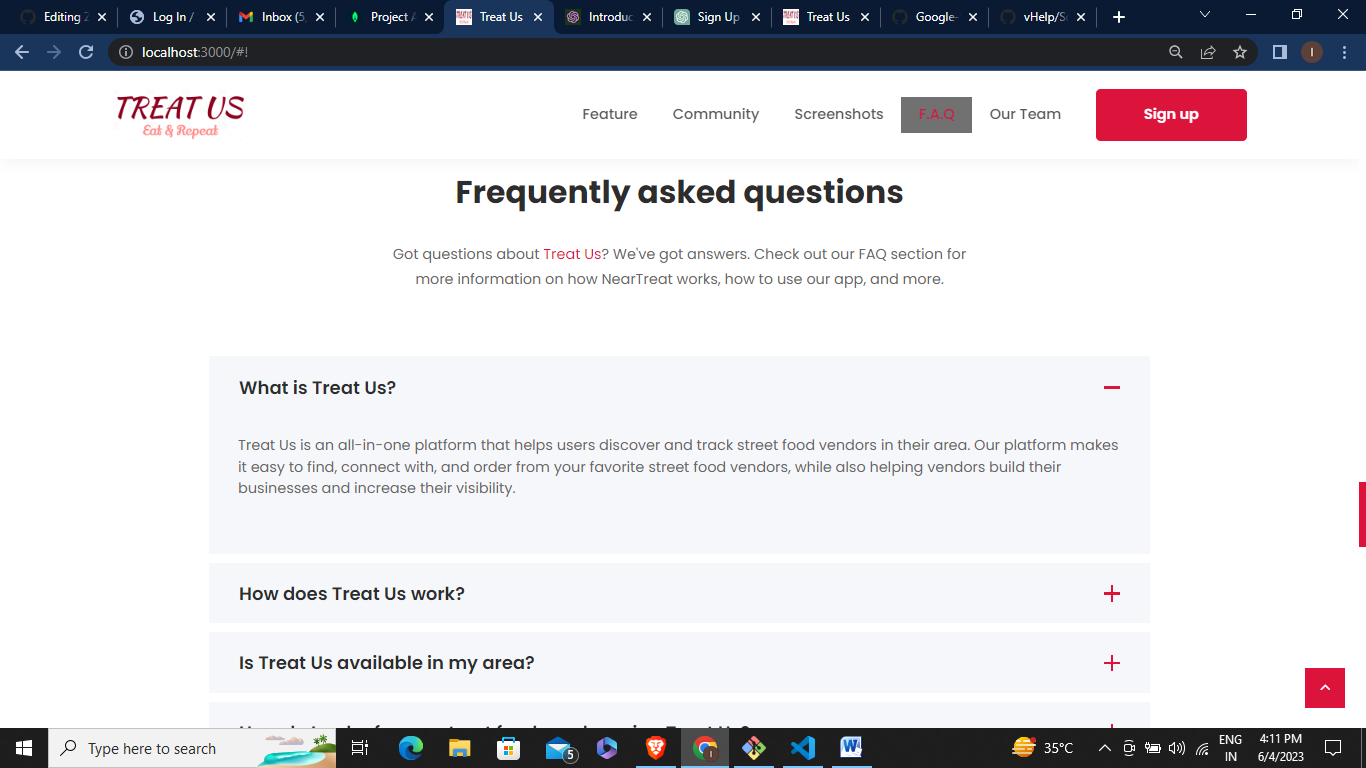 Editing 2
Log In /
Inbox (5,
Project A
Treat Us
Introduc
Sign Up
Treat Us
Google-
vHelp/S
localhost:3000/#!
I
TREAT US
Eat & Repeat
Feature
Community
Screenshots
F.A.Q
Our Team
Sign up
Frequently asked questions
Got questions about Treat Us? We've got answers. Check out our FAQ section for
more information on how NearTreat works, how to use our app, and more.
What is Treat Us?
Treat Us is an all-in-one platform that helps users discover and track street food vendors in their area. Our platform makes
it easy to find, connect with, and order from your favorite street food vendors, while also helping vendors build their
businesses and increase their visibility.
How does Treat Us work?
Is Treat Us available in my area?
Type here to search
5
35°C
ENG
IN
4:11 PM
6/4/2023